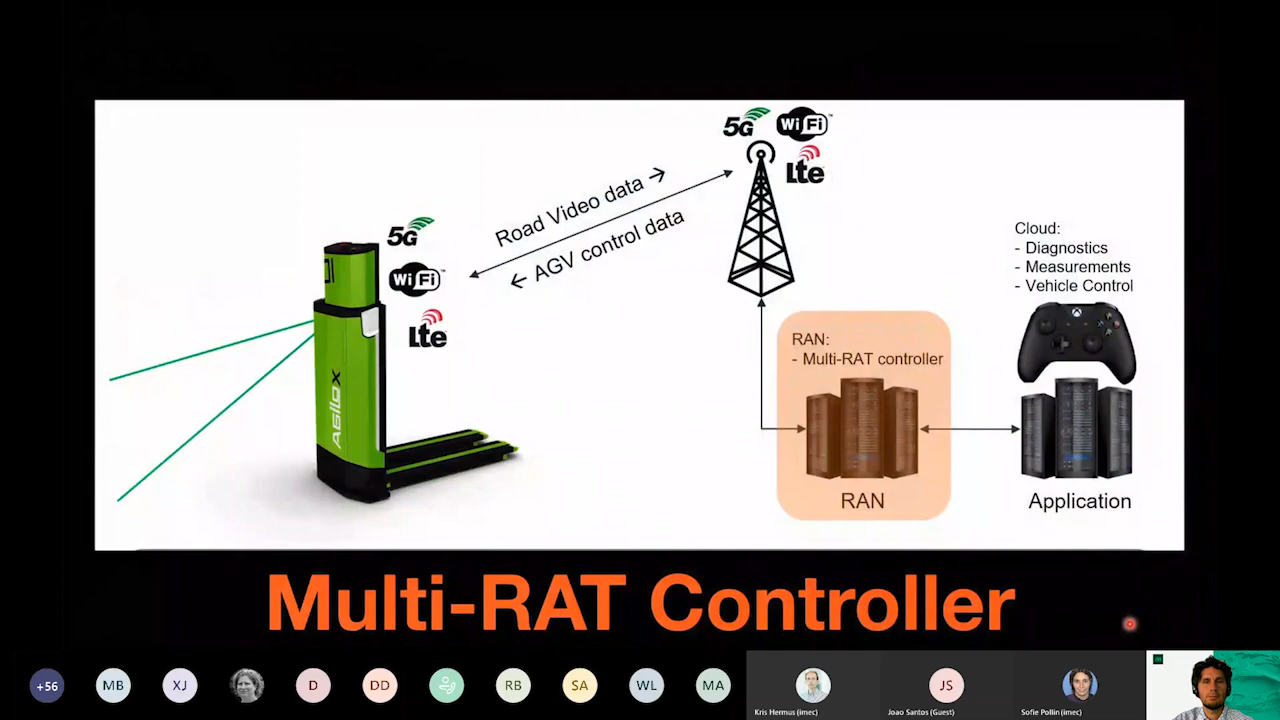 5G
WiFi
Lte
Road Video data →
← AGV control data
5G
WiFi
Lte
AGilOX
Cloud:
- Diagnostics
- Measurements
- Vehicle Control
RAN:
- Multi-RAT controller
RAN
Application
Multi-RAT Controller
+56
MB
XJ
D
DD
RB
SA
WL
MA
JS
Kris Hermus (imec)
Joao Santos (Guest)
Sofie Pollin (imec)